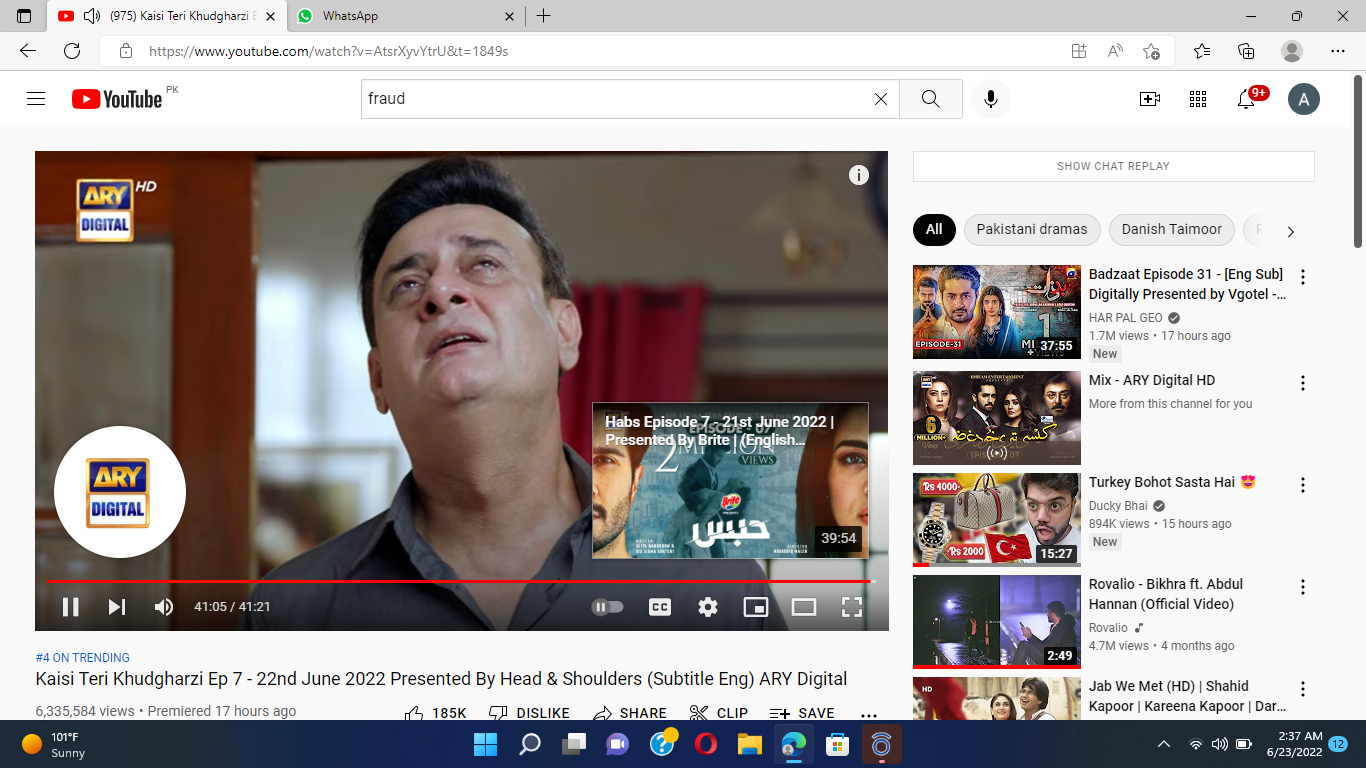 (975) Kaisi Teri Khudgharzi E
WhatsApp
https://www.youtube.com/watch?v=AtsrXyvYtrU&t=1849s
YouTube PK
fraud
9+
A
ARY HD
DIGITAL
ARY
DIGITAL
Habs Episode 7 - 21st June 2022 |
Presented By Brite | (English...
VIEWS
Brite
حبس
39:54
41:05 / 41:21
CC
#4 ON TRENDING
Kaisi Teri Khudgharzi Ep 7 - 22nd June 2022 Presented By Head & Shoulders (Subtitle Eng) ARY Digital
6,335,584 views • Premiered 17 hours ago
185K DISLIKE SHARE CLIP SAVE
SHOW CHAT REPLAY
All Pakistani dramas Danish Taimoor
EPISODE-31
37:55
Badzaat Episode 31 - [Eng Sub]
Digitally Presented by Vgotel -...
HAR PAL GEO
1.7M views • 17 hours ago
New
6
MILLION+
Mix - ARY Digital HD
More from this channel for you
Rs 4000
Rs 2000
15:27
Turkey Bohot Sasta Hai 😍
Ducky Bhai
894K views • 15 hours ago
New
2:49
Rovalio - Bikhra ft. Abdul
Hannan (Official Video)
Rovalio
4.7M views • 4 months ago
HD
Jab We Met (HD) | Shahid
Kapoor | Kareena Kapoor | Dar...
101°F
Sunny
2:37 AM
6/23/2022
12